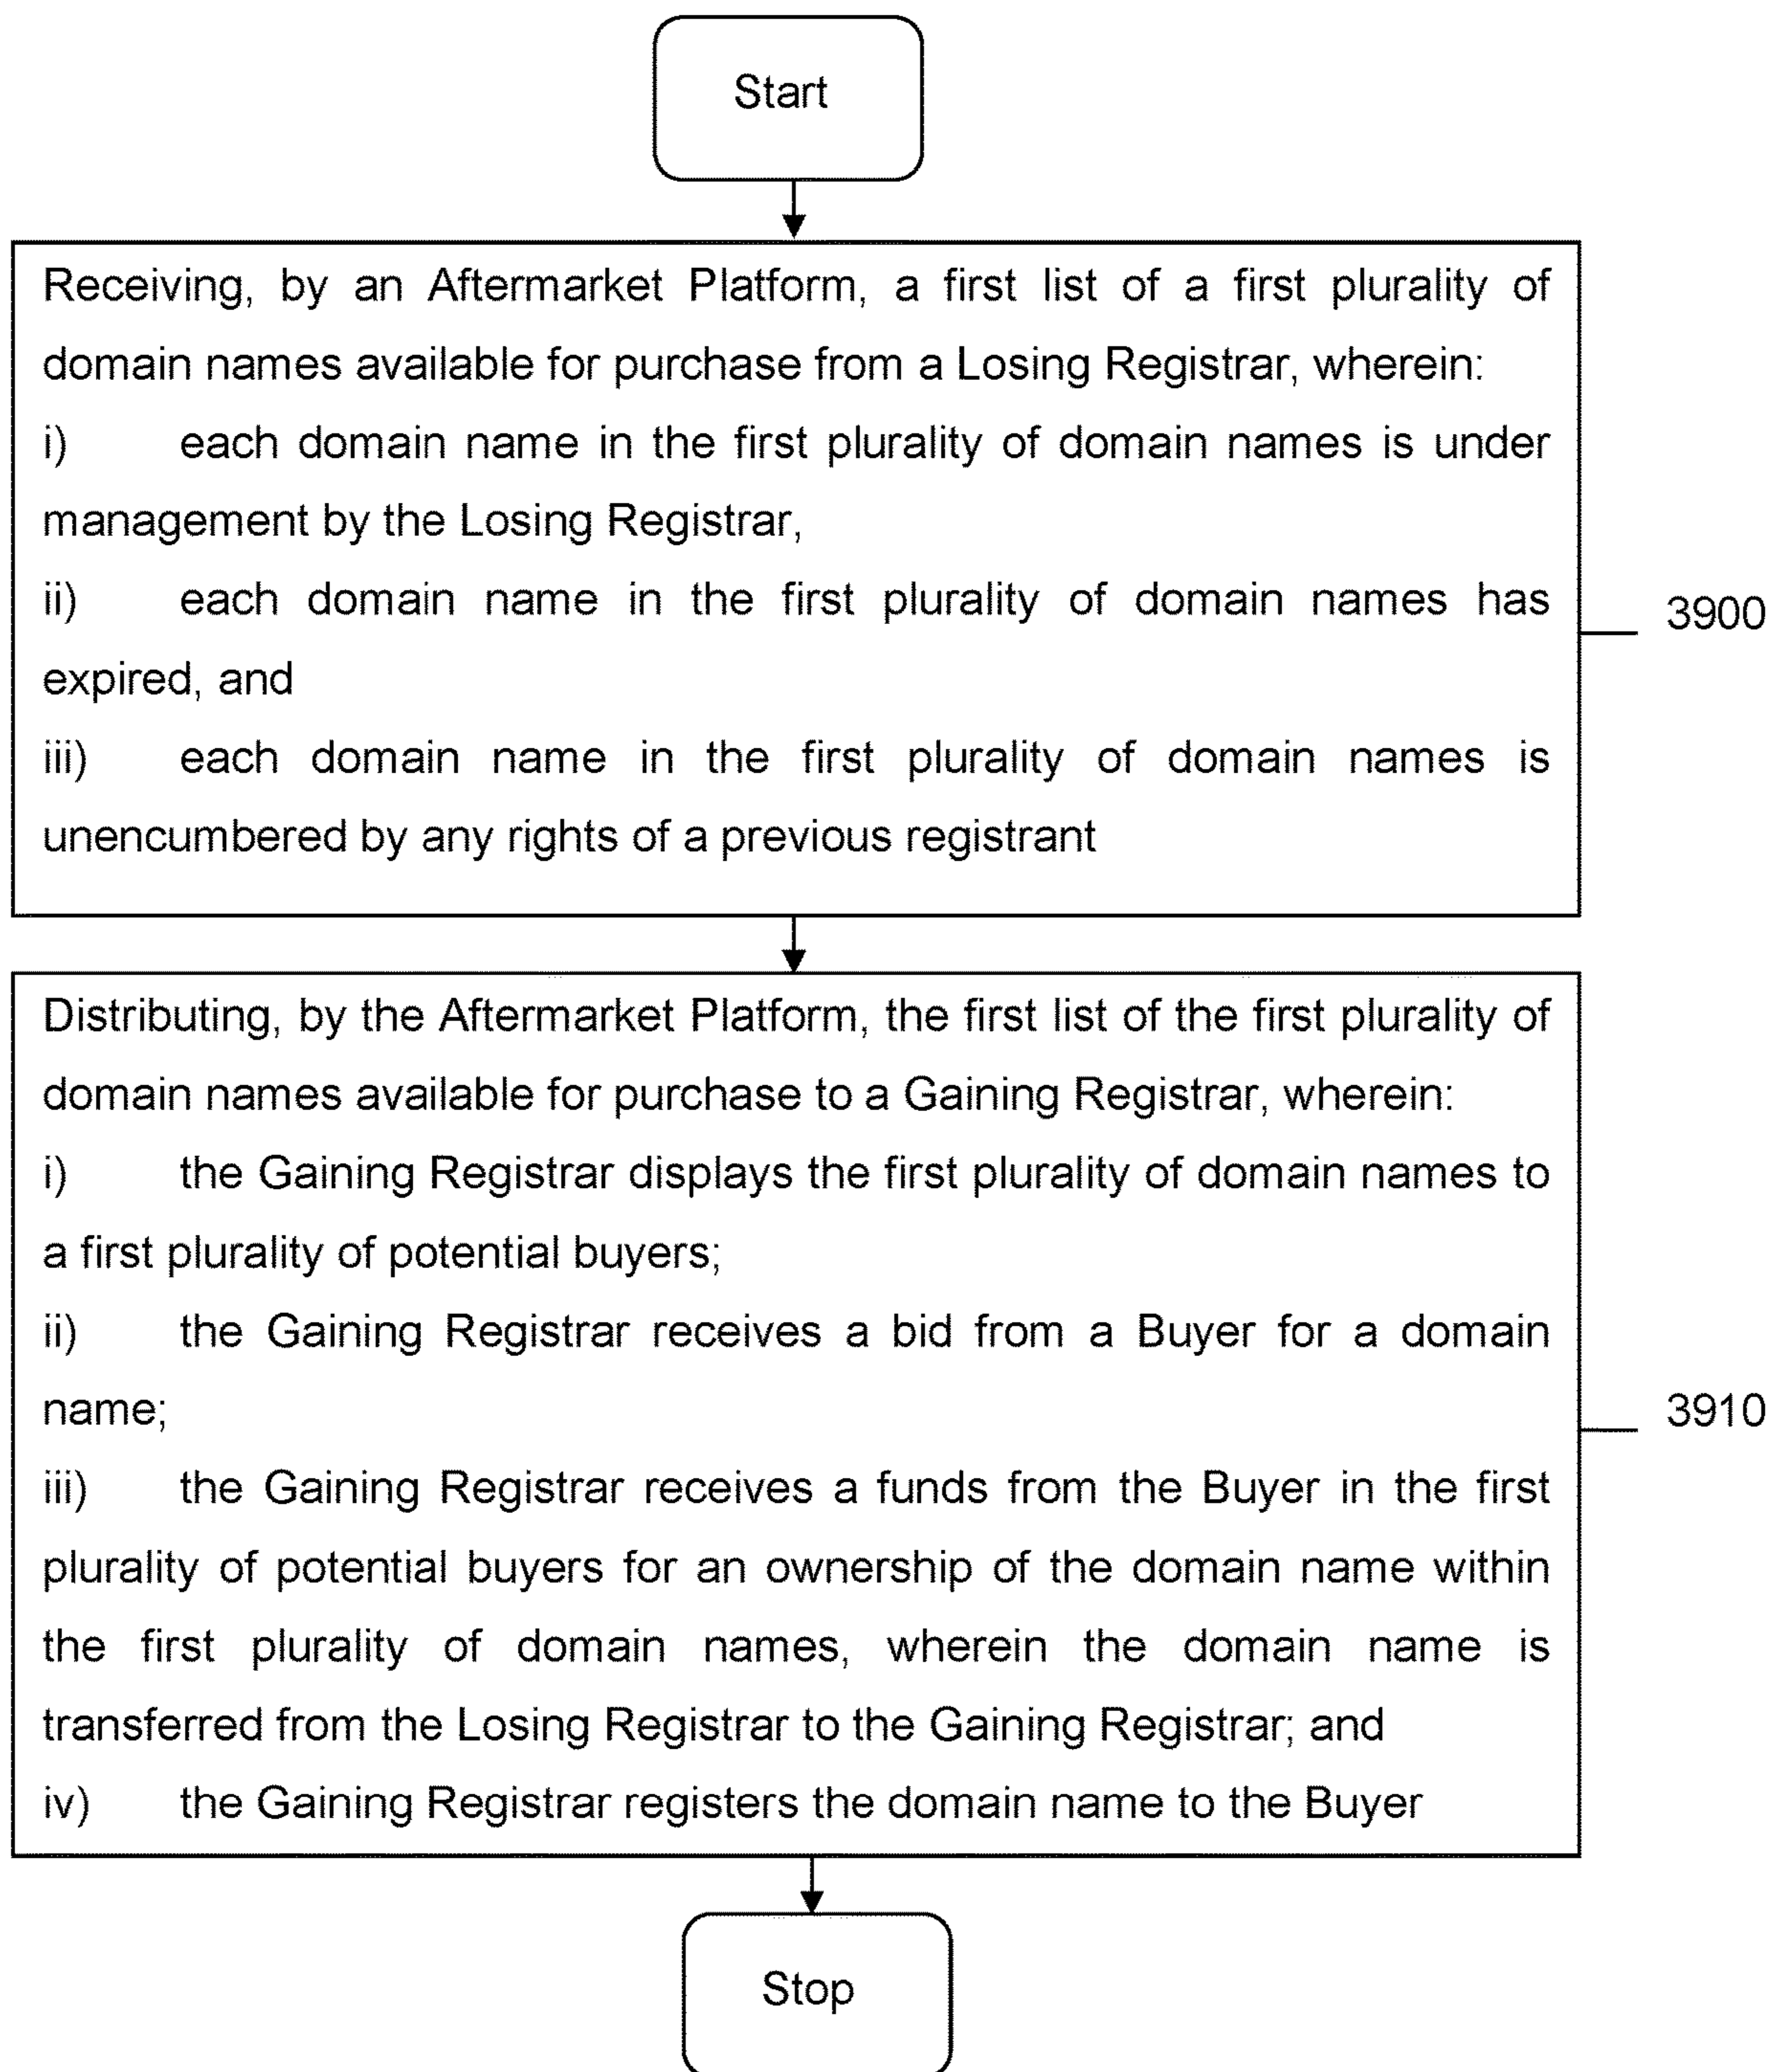 Start
Receiving, by an Aftermarket Platform, a first list of a first plurality of
domain names available for purchase from a Losing Registrar, wherein:
i) each domain name in the first plurality of domain names is under
management by the Losing Registrar,
ii) each domain name in the first plurality of domain names has
expired, and
iii) each domain name in the first plurality of domain names is
unencumbered by any rights of a previous registrant
3900
Distributing, by the Aftermarket Platform, the first list of the first plurality of
domain names available for purchase to a Gaining Registrar, wherein:
i) the Gaining Registrar displays the first plurality of domain names to
a first plurality of potential buyers;
ii) the Gaining Registrar receives a bid from a Buyer for a domain
name;
iii) the Gaining Registrar receives a funds from the Buyer in the first
plurality of potential buyers for an ownership of the domain name within
the first plurality of domain names, wherein the domain name is
transferred from the Losing Registrar to the Gaining Registrar; and
iv) the Gaining Registrar registers the domain name to the Buyer
3910
Stop